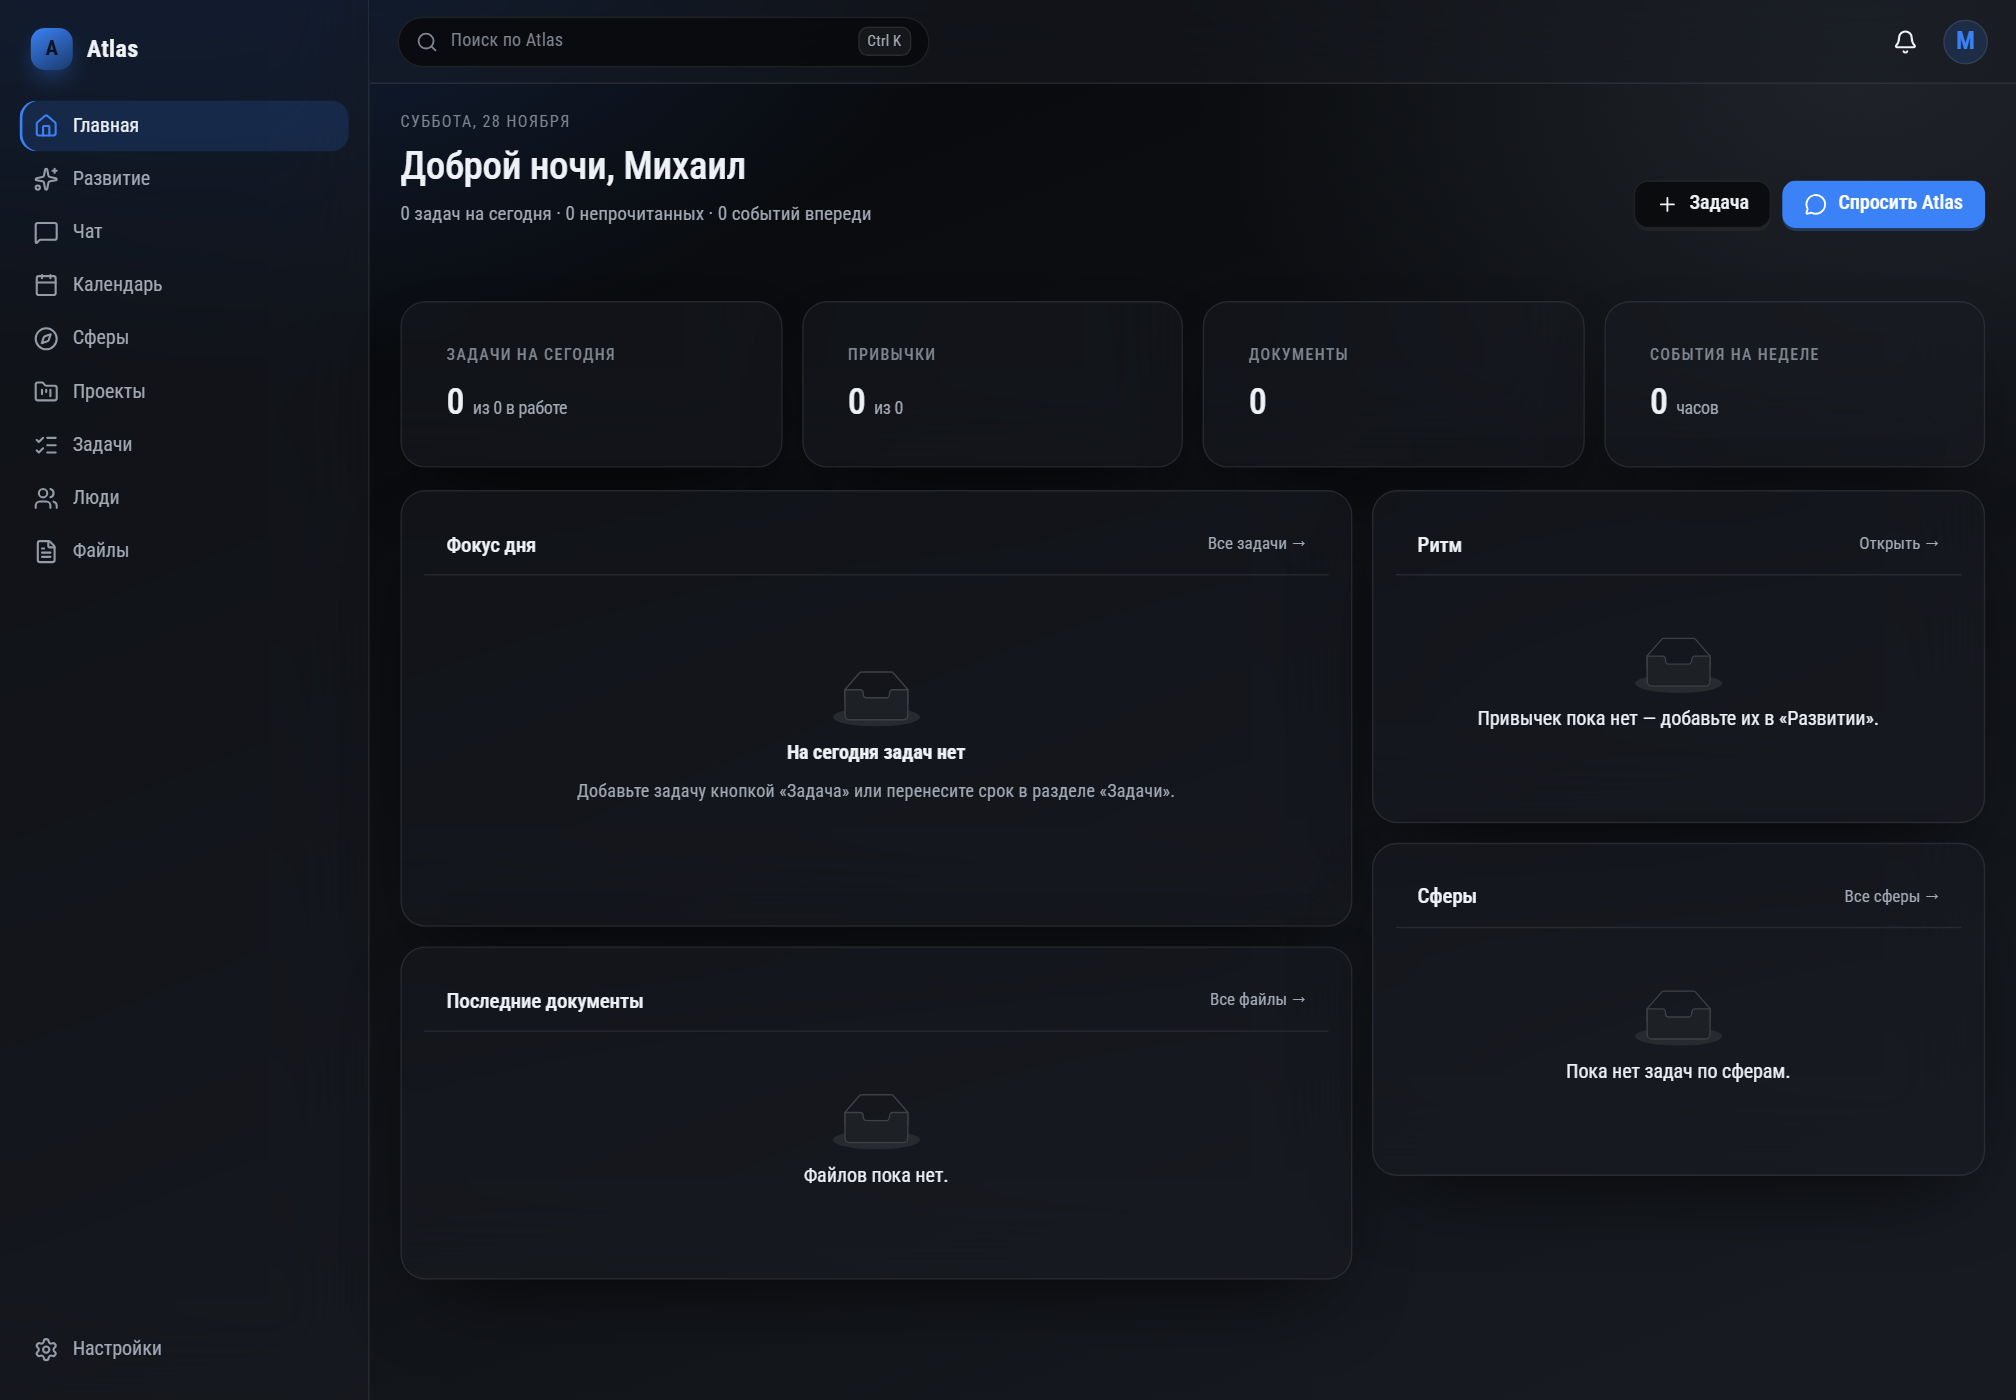 A Atlas
Главная
Развитие
Чат
Календарь
Сферы
Проекты
Задачи
Люди
Файлы
Настройки
Поиск по Atlas
Ctrl K
М
СУББОТА, 28 НОЯБРЯ
Доброй ночи, Михаил
0 задач на сегодня · 0 непрочитанных · 0 событий впереди
Задача
Спросить Atlas
ЗАДАЧИ НА СЕГОДНЯ
0 из 0 в работе
ПРИВЫЧКИ
0 из 0
ДОКУМЕНТЫ
0
СОБЫТИЯ НА НЕДЕЛЕ
0 часов
Фокус дня
Все задачи →
На сегодня задач нет
Добавьте задачу кнопкой «Задача» или перенесите срок в разделе «Задачи».
Последние документы
Все файлы →
Файлов пока нет.
Ритм
Открыть →
Привычек пока нет — добавьте их в «Развитии».
Сферы
Все сферы →
Пока нет задач по сферам.